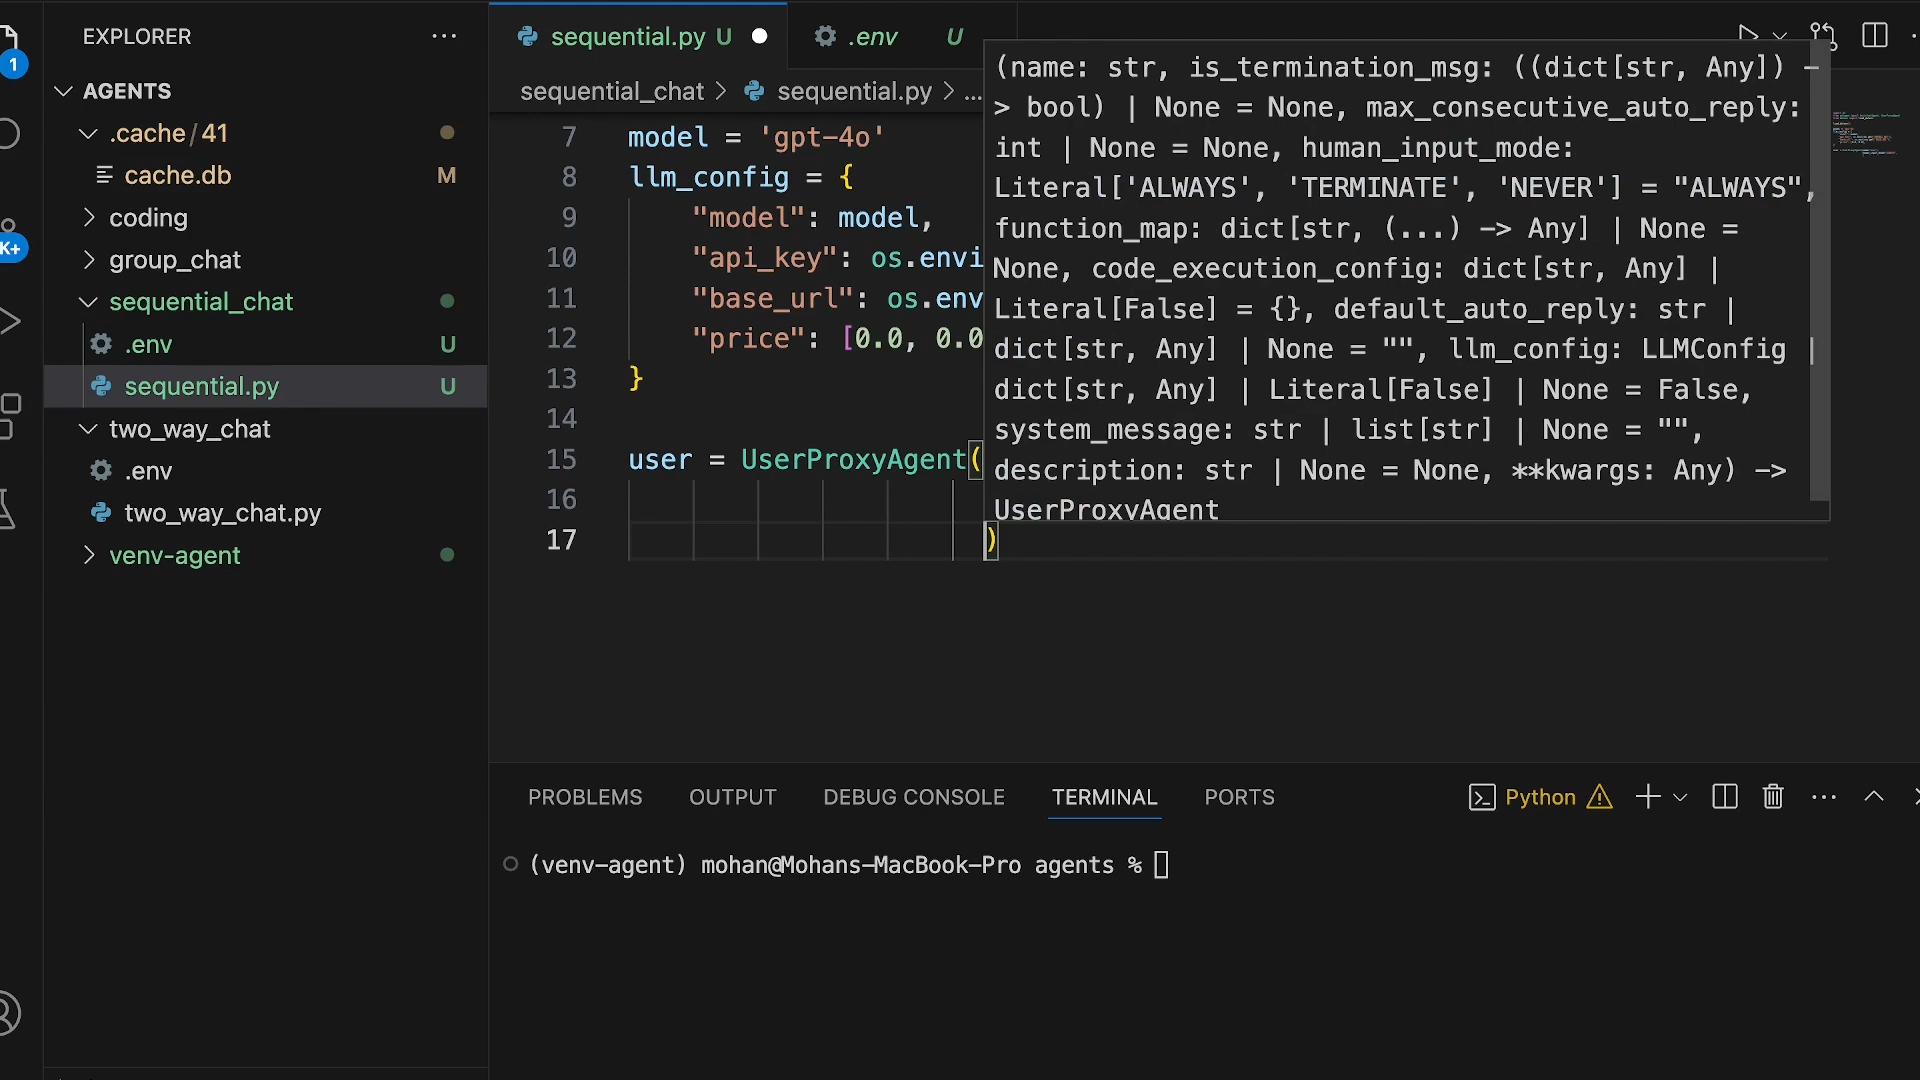 EXPLORER
AGENTS
.cache/41
cache.db M
coding
group_chat
sequential_chat
.env U
sequential.py U
two_way_chat
.env
two_way_chat.py
venv-agent
1
K+
sequential.py U
.env U
sequential_chat > sequential.py > ...
7 model = 'gpt-4o'
8 llm_config = {
9 "model": model,
10 "api_key": os.envi
11 "base_url": os.env
12 "price": [0.0, 0.0
13 }
14
15 user = UserProxyAgent(
16
17 )
(name: str, is_termination_msg: ((dict[str, Any]) -
> bool) | None = None, max_consecutive_auto_reply:
int | None = None, human_input_mode:
Literal['ALWAYS', 'TERMINATE', 'NEVER'] = "ALWAYS",
function_map: dict[str, (...) -> Any] | None =
None, code_execution_config: dict[str, Any] |
Literal[False] = {}, default_auto_reply: str |
dict[str, Any] | None = "", llm_config: LLMConfig |
dict[str, Any] | Literal[False] | None = False,
system_message: str | list[str] | None = "",
description: str | None = None, **kwargs: Any) ->
UserProxyAgent
PROBLEMS OUTPUT DEBUG CONSOLE TERMINAL PORTS
Python
(venv-agent) mohan@Mohans-MacBook-Pro agents %